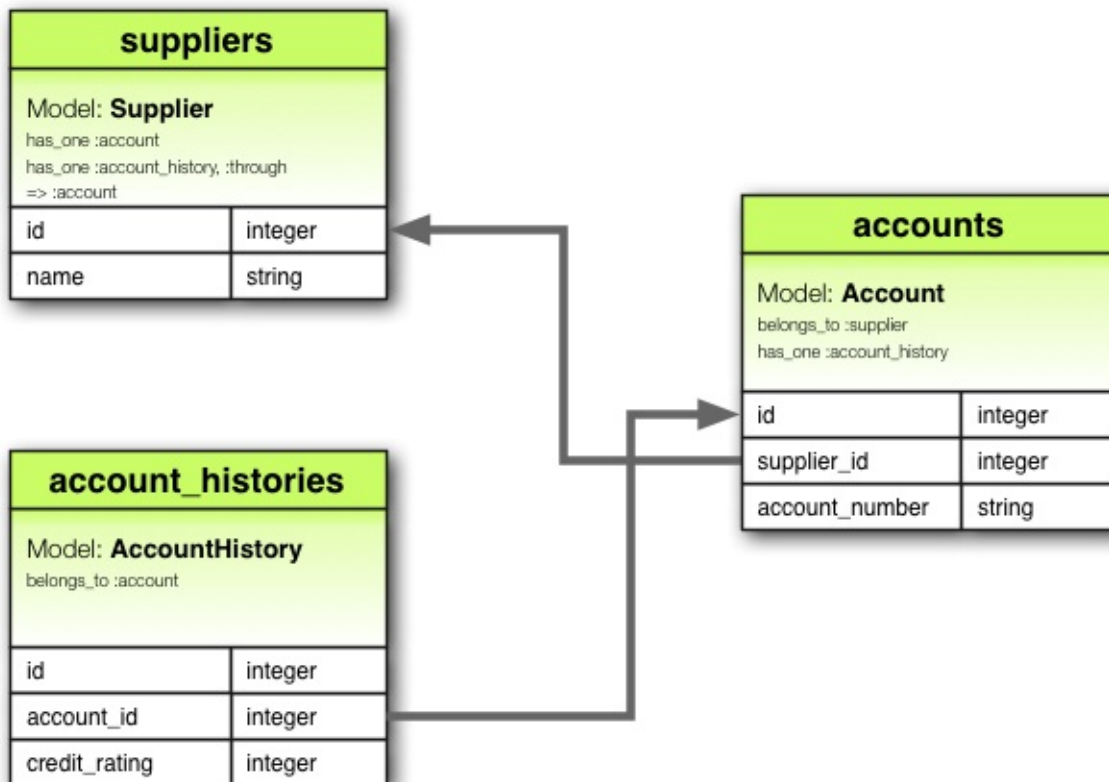 suppliers
Model: Supplier
has_one :account
has_one :account_history, :through
=> :account
id integer
name string
accounts
Model: Account
belongs_to :supplier
has_one :account_history
id integer
supplier_id integer
account_number string
account_histories
Model: AccountHistory
belongs_to :account
id integer
account_id integer
credit_rating integer